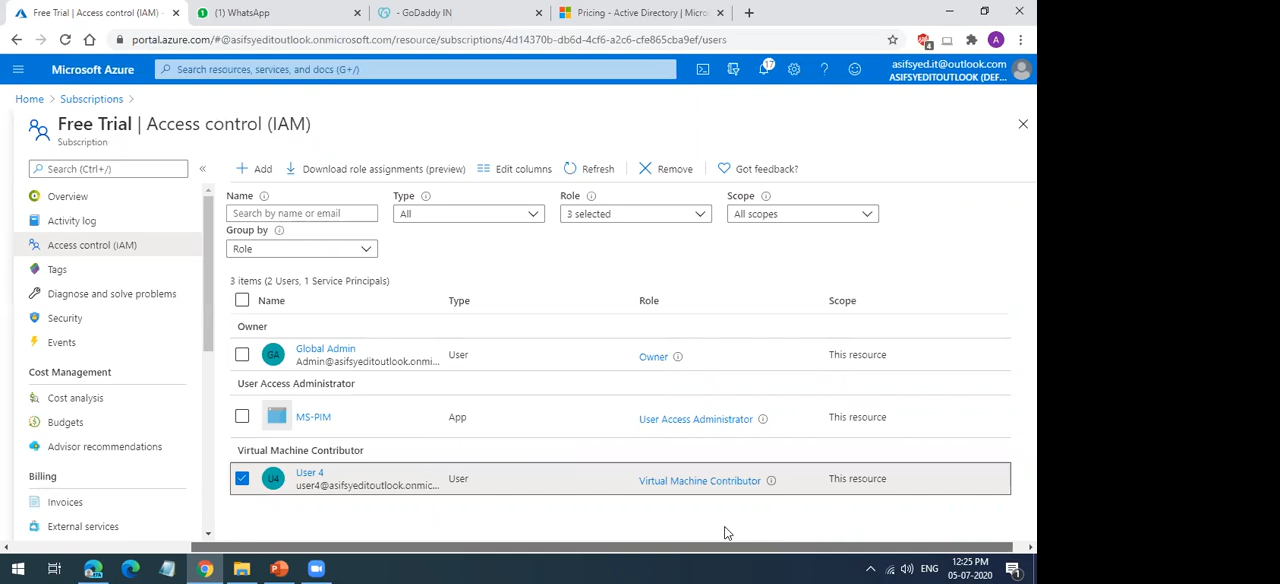 Free Trial | Access control (IAM) -
WhatsApp
- GoDaddy IN
Pricing - Active Directory | Micros
portal.azure.com/#@asifsyeditoutlook.onmicrosoft.com/resource/subscriptions/4d14370b-db6d-4cf6-a2c6-cfe865cba9ef/users
4
A
Microsoft Azure
Search resources, services, and docs (G+/)
17
asifsyed.it@outlook.com
ASIFSYEDITOUTLOOK (DEF...
Home > Subscriptions >
Free Trial | Access control (IAM)
Subscription
Search (Ctrl+/)
Add
Download role assignments (preview)
Edit columns
Refresh
Remove
Got feedback?
Overview
Activity log
Access control (IAM)
Tags
Diagnose and solve problems
Security
Events
Cost Management
Cost analysis
Budgets
Advisor recommendations
Billing
Invoices
External services
Name
Type
Role
Scope
Search by name or email
All
3 selected
All scopes
Group by
Role
3 items (2 Users, 1 Service Principals)
Name Type Role Scope
Owner
GA
Global Admin
Admin@asifsyeditoutlook.onmi...
User
Owner
This resource
User Access Administrator
MS-PIM
App
User Access Administrator
This resource
Virtual Machine Contributor
U4
User 4
user4@asifsyeditoutlook.onmic...
User
Virtual Machine Contributor
This resource
ENG
12:25 PM
05-07-2020
1